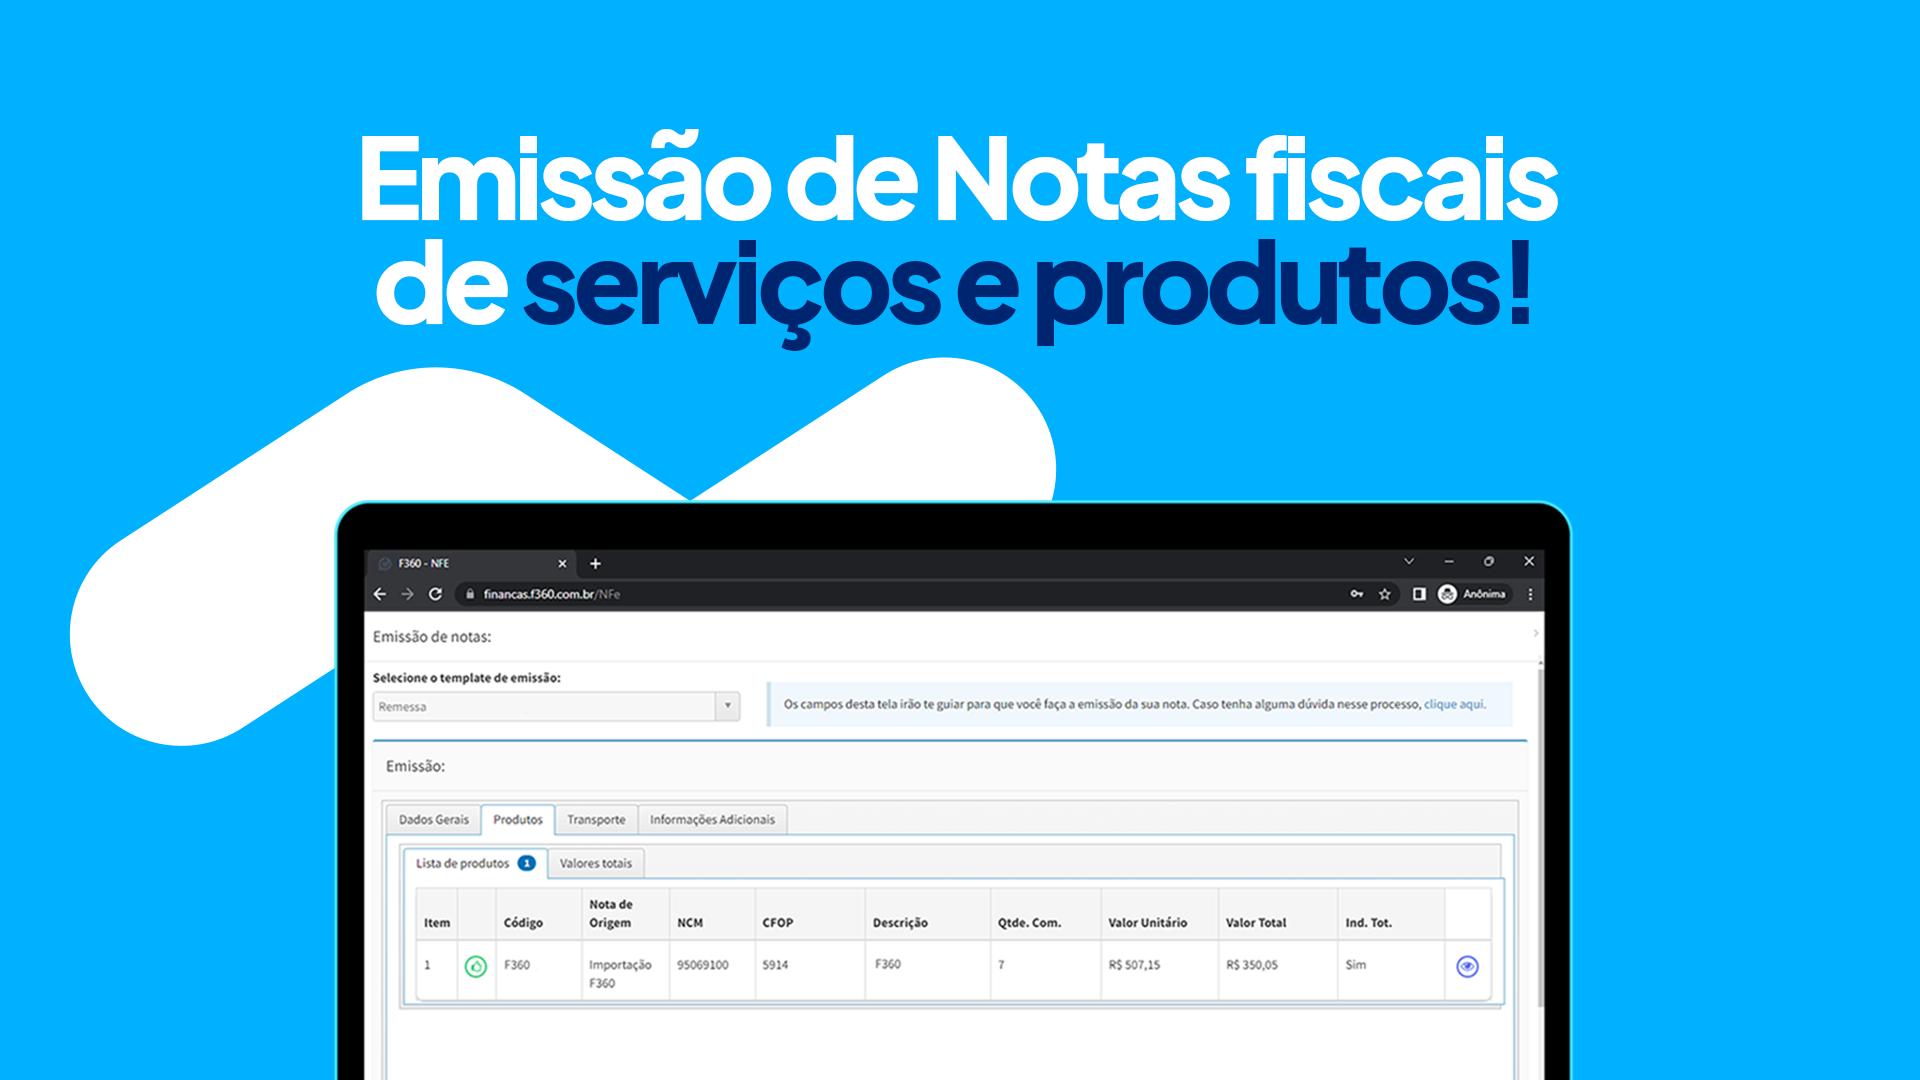 Emissão de Notas fiscais
de serviços e produtos!
F360 - NFE
financas.f360.com.br/NFe
Anônima
Emissão de notas:
Selecione o template de emissão:
Remessa
Os campos desta tela irão te guiar para que você faça a emissão da sua nota. Caso tenha alguma dúvida nesse processo, clique aqui.
Emissão:
Dados Gerais Produtos Transporte Informações Adicionais
Lista de produtos 1 Valores totais
Item Código Nota de Origem NCM CFOP Descrição Qtde. Com. Valor Unitário Valor Total Ind. Tot.
1 F360 Importação F360 95069100 5914 F360 7 R$ 507,15 R$ 350,05 Sim